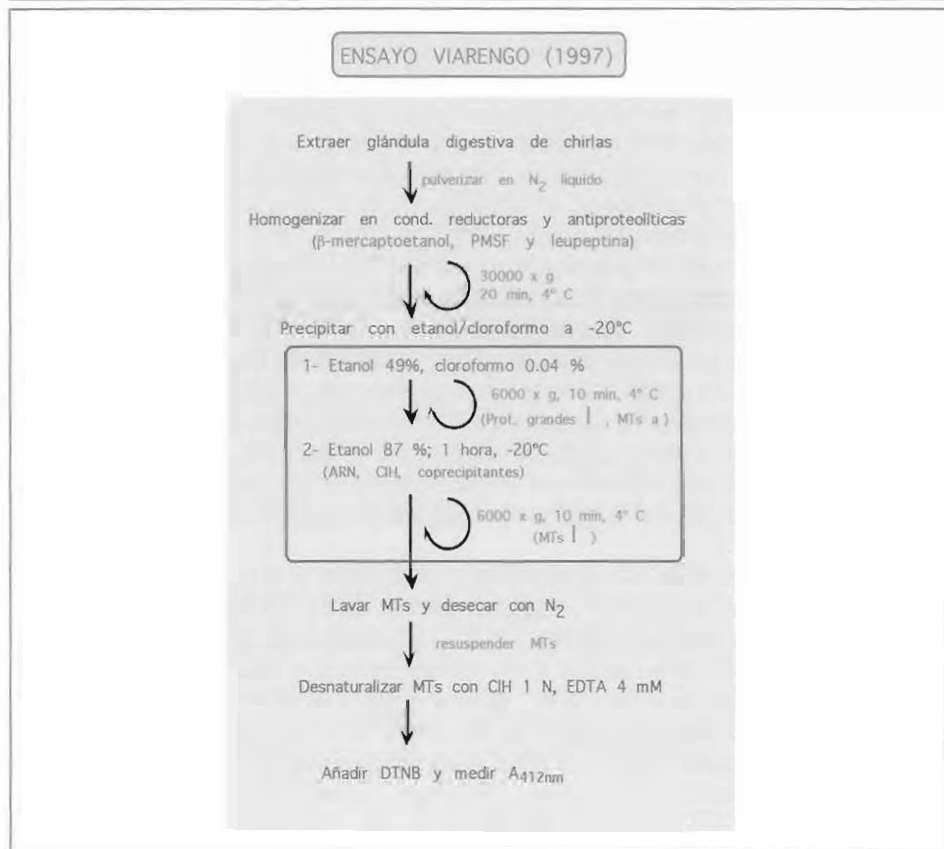 ENSAYO VIARENGO (1997)
Extraer glándula digestiva de chirlas
pulverizar en N2 líquido
Homogenizar en cond. reductoras y antiproteolíticas
(β-mercaptoetanol, PMSF y leupeptina)
30000 x g
20 min, 4° C
Precipitar con etanol/cloroformo a -20°C
1- Etanol 49%, cloroformo 0.04 %
6000 x g, 10 min, 4° C
(Prot. grandes ⎮ , MTs a )
2- Etanol 87 %; 1 hora, -20°C
(ARN, ClH, coprecipitantes)
6000 x g, 10 min, 4° C
(MTs ⎮ )
Lavar MTs y desecar con N2
resuspender MTs
Desnaturalizar MTs con ClH 1 N, EDTA 4 mM
Añadir DTNB y medir A412nm